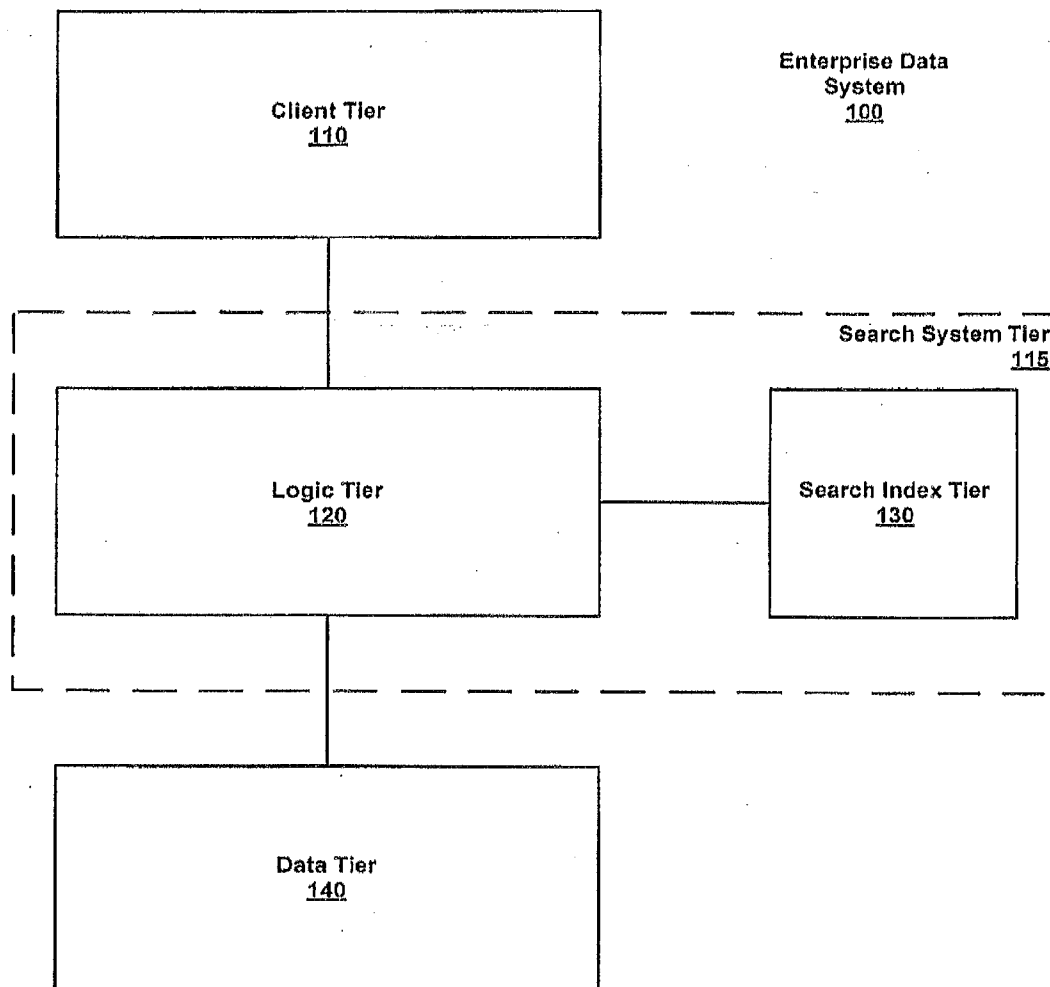 Client Tier
110
Enterprise Data
System
100
Search System Tier
115
Logic Tier
120
Search Index Tier
130
Data Tier
140